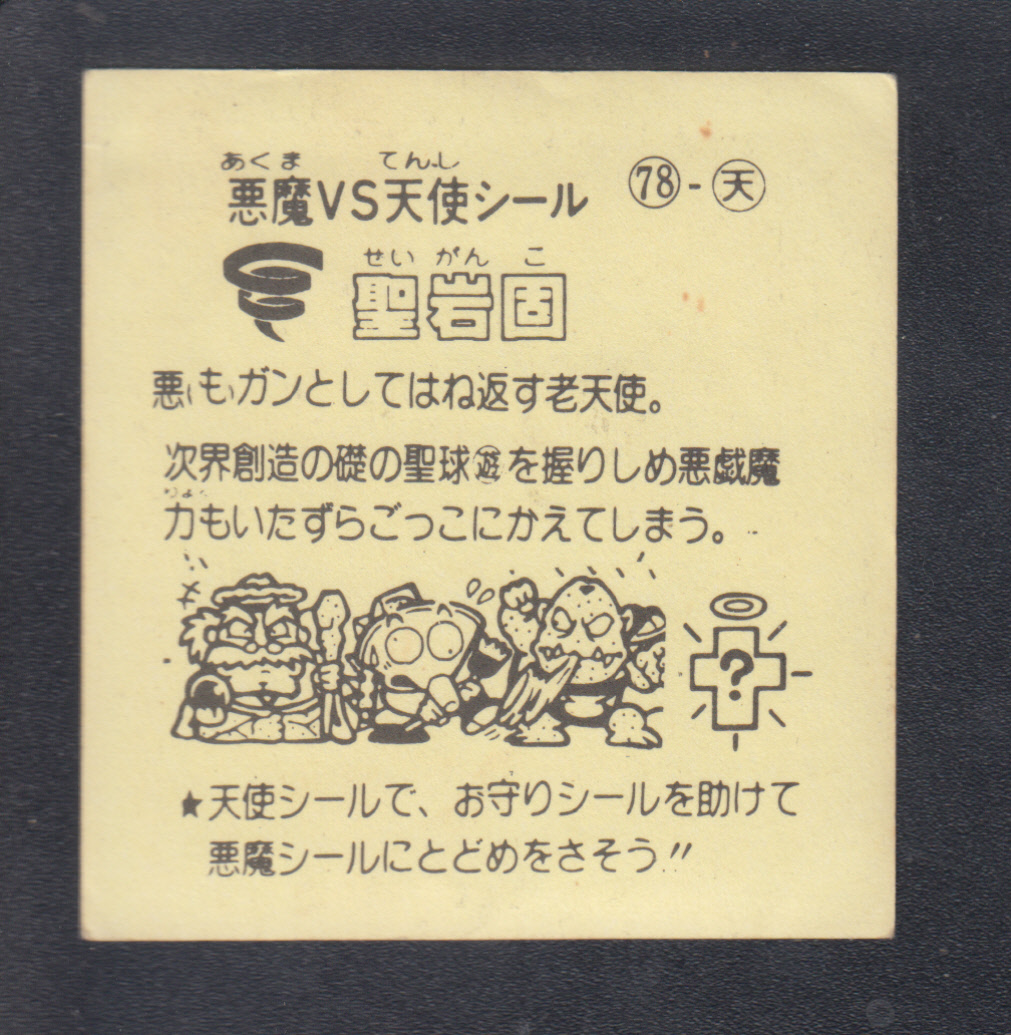 あくま てんし
悪魔VSて天使シール 78-天
せい がん こ
聖岩固
悪もガンとしてはね返す老天使。
次界創造の礎の聖球遊を握りしめ悪戯魔
りょく
力もいたずらごっこにかえてしまう。
?
★天使シールで、お守りシールを助けて
悪魔シールにとどめをさそう!!